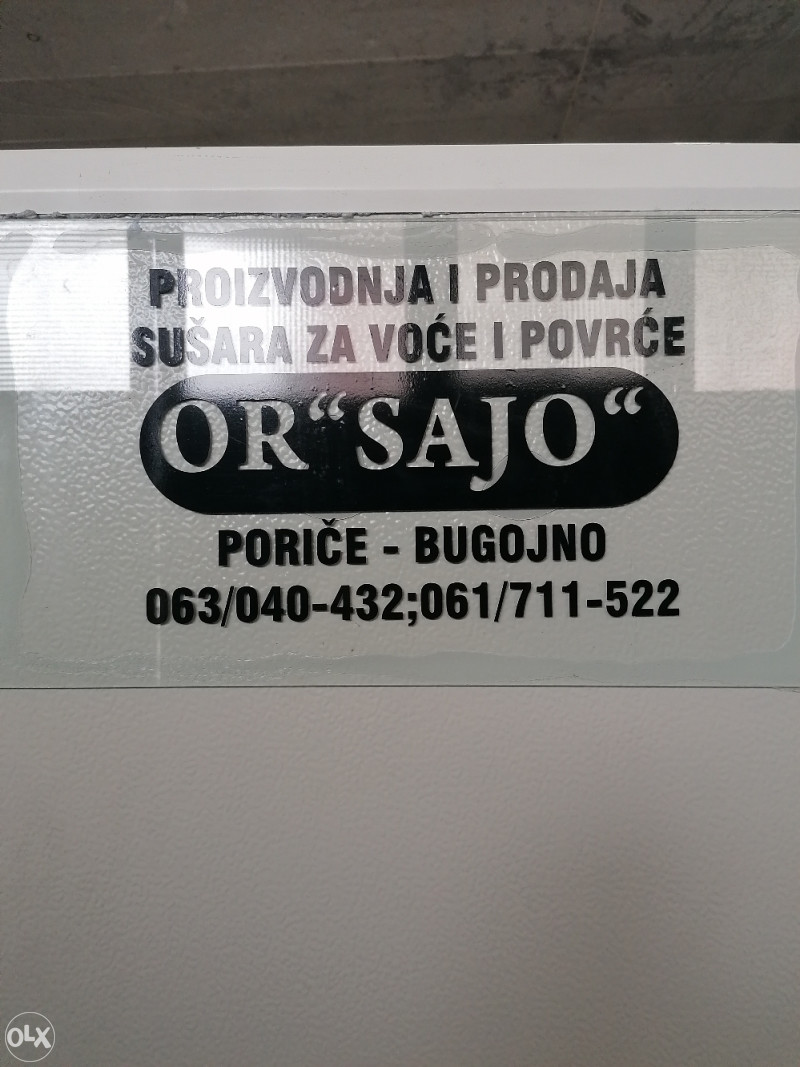 PROIZVODNJA I PRODAJA
SUŠARA ZA VOĆE I POVRĆE
OR“SAJO“
PORIČE - BUGOJNO
063/040-432;061/711-522
OLX